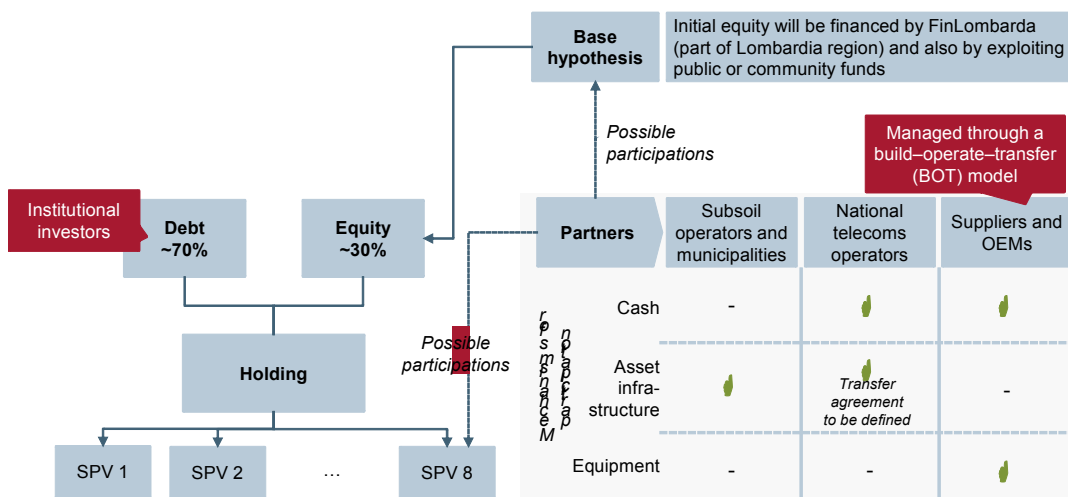 Base
hypothesis
Initial equity will be financed by FinLombarda
(part of Lombardia region) and also by exploiting
public or community funds
Possible
participations
Managed through a
build–operate–transfer
(BOT) model
Institutional
investors
Debt
~70%
Equity
~30%
Partners
Subsoil
operators and
municipalities
National
telecoms
operators
Suppliers and
OEMs
Holding
Possible
participations
Cash
-
Asset
infra-
structure
-
Transfer
agreement
to be defined
Equipment
-
-
SPV 1
SPV 2
…
SPV 8